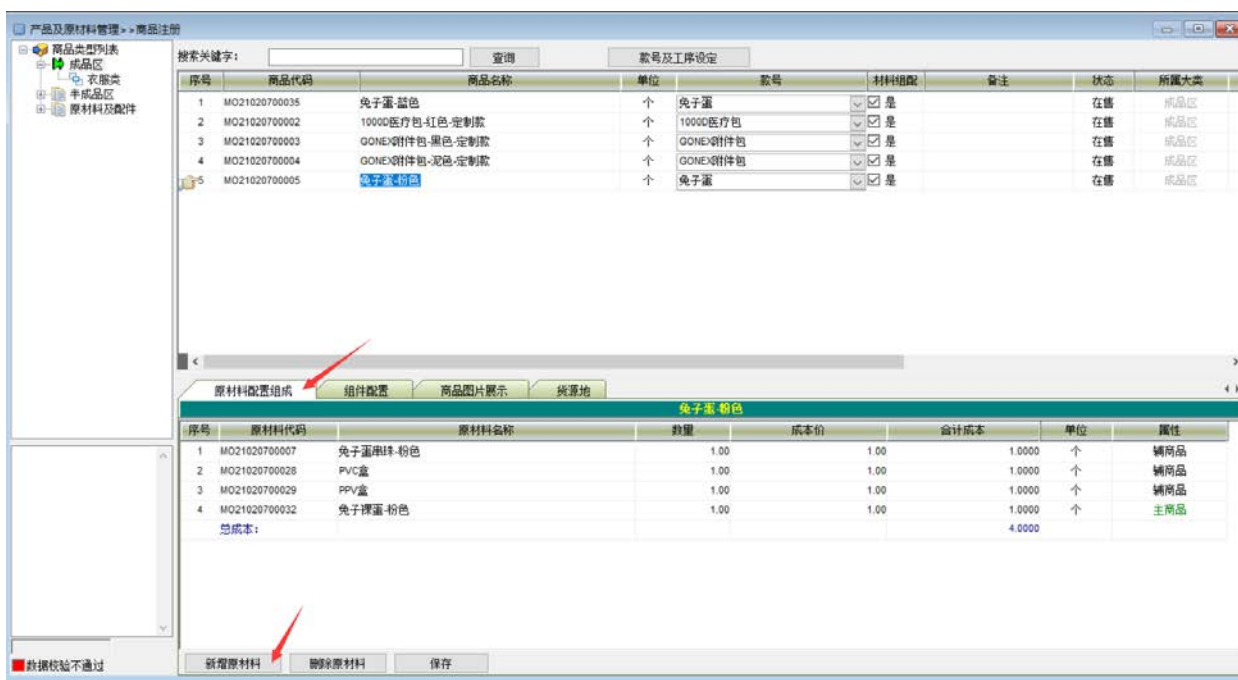 产品及原材料管理>>商品注册
商品类型列表
成品区
衣服类
半成品区
原材料及配件
搜索关键字： 查询 款号及工序设定
序号 商品代码 商品名称 单位 款号 材料组配 备注 状态 所属大类
1 MO21020700035 兔子蛋-蓝色 个 兔子蛋 是 在售 成品区
2 MO21020700002 1000D医疗包-红色-定制款 个 1000D医疗包 是 在售 成品区
3 MO21020700003 GONEX附件包-黑色-定制款 个 GONEX附件包 是 在售 成品区
4 MO21020700004 GONEX附件包-泥色-定制款 个 GONEX附件包 是 在售 成品区
5 MO21020700005 兔子蛋-粉色 个 兔子蛋 是 在售 成品区
原材料配置组成 组件配置 商品图片展示 货源地
兔子蛋-粉色
序号 原材料代码 原材料名称 数量 成本价 合计成本 单位 属性
1 MO21020700007 兔子蛋串珠-粉色 1.00 1.00 1.0000 个 辅商品
2 MO21020700028 PVC盒 1.00 1.00 1.0000 个 辅商品
3 MO21020700029 PPV盒 1.00 1.00 1.0000 个 辅商品
4 MO21020700032 兔子裸蛋-粉色 1.00 1.00 1.0000 个 主商品
总成本： 4.0000
数据校验不通过
新增原材料 删除原材料 保存